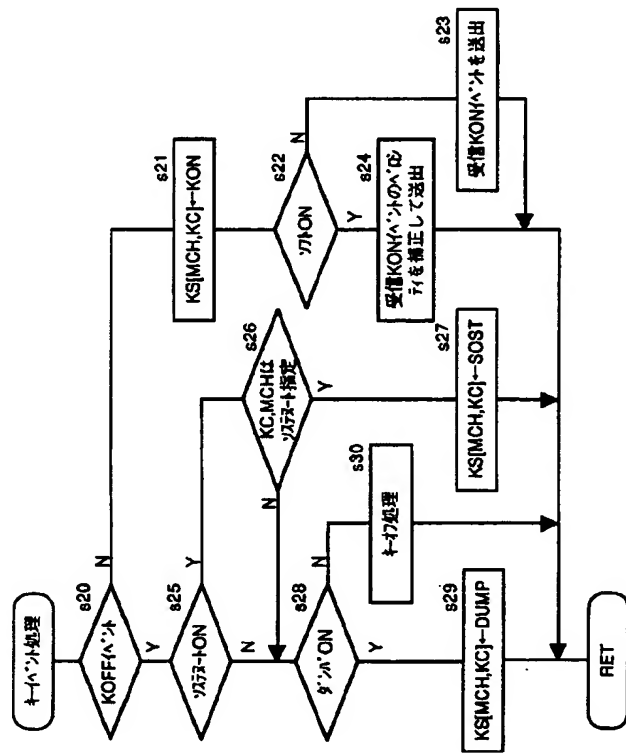 キーイベント処理
s20
KOFFイベント
N
Y
s21
KS[MCH,KC]←KON
s22
ソフトON
N
Y
s23
受信KONイベントを送出
s24
受信KONイベントのベロシ
ティを補正して送出
s25
ソステヌートON
Y
N
s26
KC,MCHは
ソステヌート指定
N
Y
s27
KS[MCH,KC]←SOST
s28
ダンパON
N
Y
s29
KS[MCH,KC]←DUMP
s30
キーオフ処理
RET